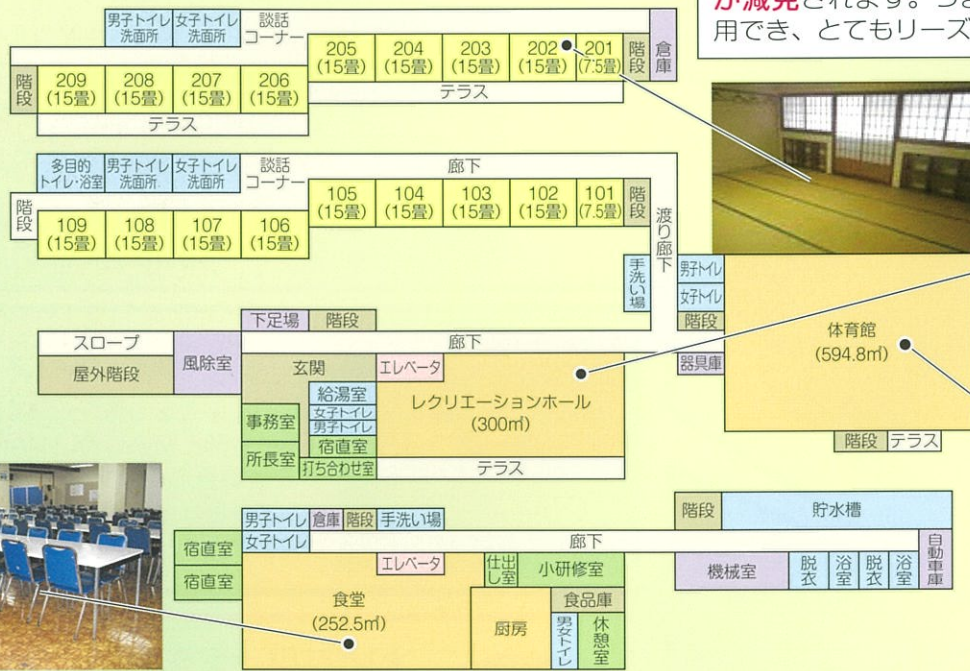 が減免されます。つま
用でき、とてもリーズ
男子トイレ
洗面所
女子トイレ
洗面所
談話
コーナー
205
(15畳)
204
(15畳)
203
(15畳)
202
(15畳)
201
(7.5畳)
階段
倉庫
階段
209
(15畳)
208
(15畳)
207
(15畳)
206
(15畳)
テラス
テラス
多目的
トイレ・浴室
男子トイレ
洗面所
女子トイレ
洗面所
談話
コーナー
廊下
105
(15畳)
104
(15畳)
103
(15畳)
102
(15畳)
101
(7.5畳)
階段
階段
109
(15畳)
108
(15畳)
107
(15畳)
106
(15畳)
渡り廊下
手洗い場
男子トイレ
女子トイレ
階段
器具庫
体育館
(594.8㎡)
階段
テラス
下足場
階段
スロープ
屋外階段
風除室
廊下
玄関
エレベータ
給湯室
女子トイレ
男子トイレ
事務室
宿直室
所長室
打ち合わせ室
レクリエーションホール
(300㎡)
テラス
階段
貯水槽
男子トイレ
倉庫
階段
手洗い場
宿直室
女子トイレ
廊下
自動車庫
宿直室
エレベータ
仕出し室
小研修室
機械室
脱衣
浴室
脱衣
浴室
食堂
(252.5㎡)
厨房
食品庫
男女トイレ
休憩室